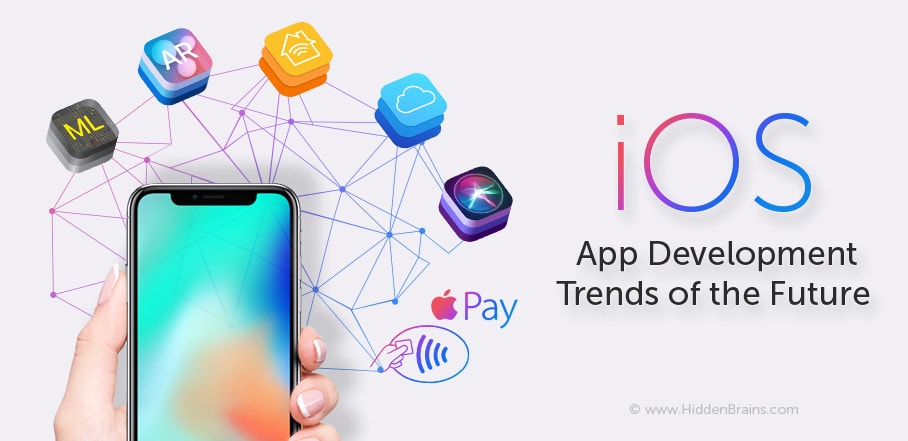 ML
AR
iOS
App Development
Trends of the Future
Pay
© www.HiddenBrains.com